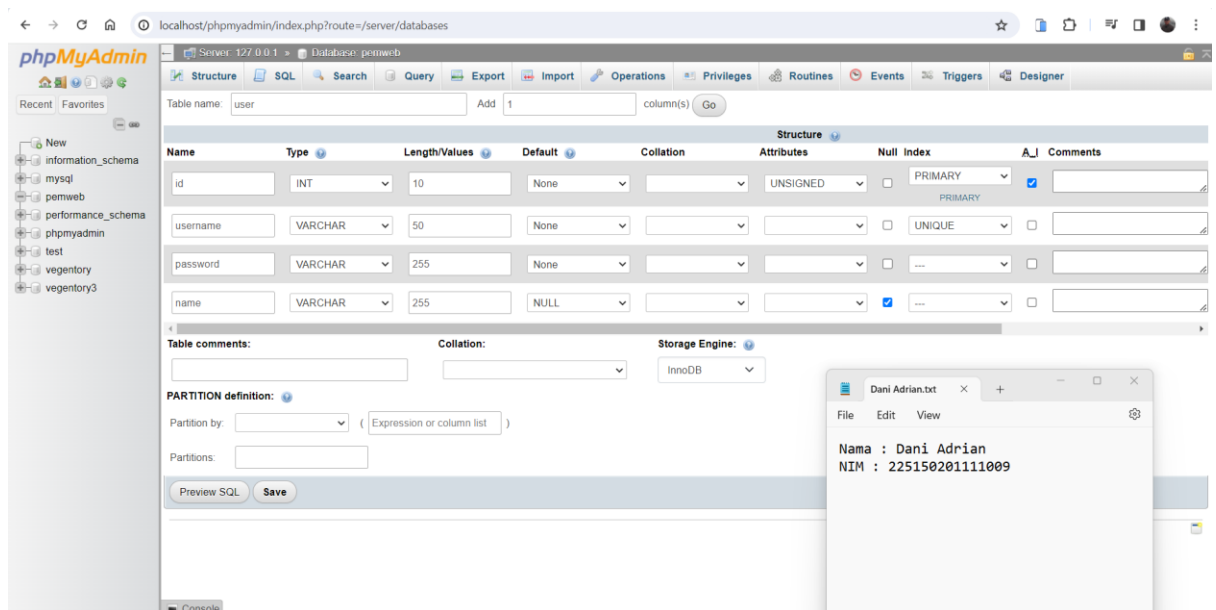 localhost/phpmyadmin/index.php?route=/server/databases
phpMyAdmin
Recent Favorites
New
information_schema
mysql
pemweb
performance_schema
phpmyadmin
test
vegentory
vegentory3
Server: 127.0.0.1 » Database: pemweb
Structure SQL Search Query Export Import Operations Privileges Routines Events Triggers Designer
Table name: user Add 1 column(s) Go
Structure
Name Type Length/Values Default Collation Attributes Null Index A_I Comments
id INT 10 None UNSIGNED PRIMARY
PRIMARY
username VARCHAR 50 None UNIQUE
password VARCHAR 255 None ---
name VARCHAR 255 NULL ---
Table comments: Collation: Storage Engine:
InnoDB
PARTITION definition:
Partition by: ( Expression or column list )
Partitions:
Preview SQL Save
Console
Dani Adrian.txt
File Edit View
Nama : Dani Adrian
NIM : 225150201111009